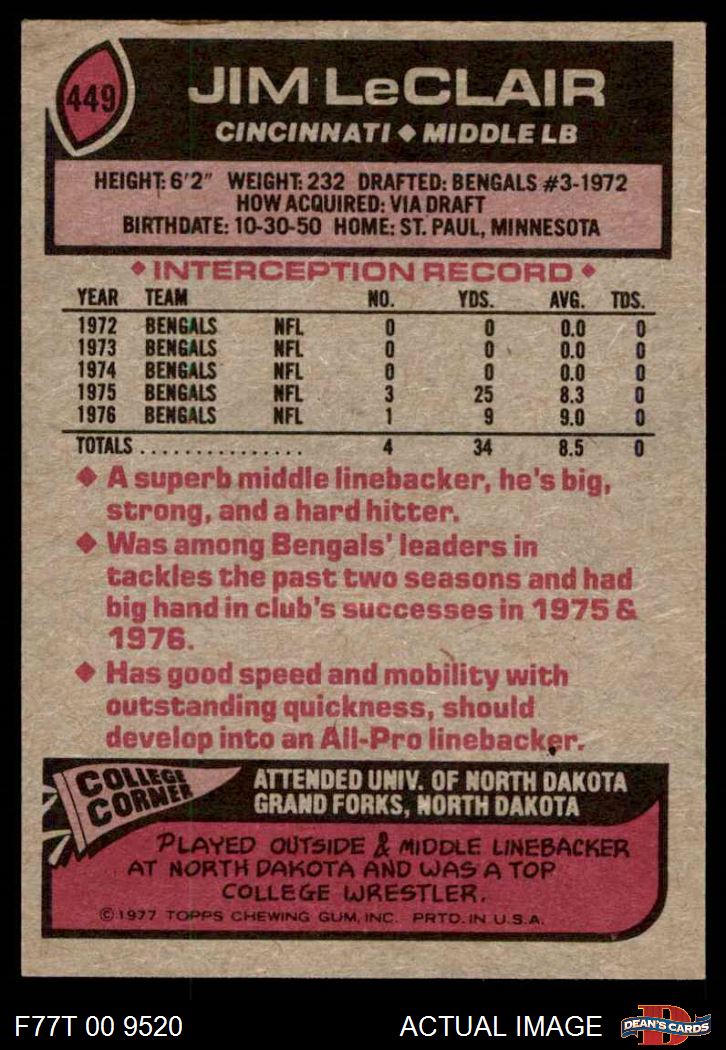 449
JIM LeCLAIR
CINCINNATI ◆ MIDDLE LB
HEIGHT: 6'2" WEIGHT: 232 DRAFTED: BENGALS #3-1972
HOW ACQUIRED: VIA DRAFT
BIRTHDATE: 10-30-50 HOME: ST. PAUL, MINNESOTA
◆ INTERCEPTION RECORD ◆
YEAR TEAM NO. YDS. AVG. TDS.
1972 BENGALS NFL 0 0 0.0 0
1973 BENGALS NFL 0 0 0.0 0
1974 BENGALS NFL 0 0 0.0 0
1975 BENGALS NFL 3 25 8.3 0
1976 BENGALS NFL 1 9 9.0 0
TOTALS ............... 4 34 8.5 0
◆ A superb middle linebacker, he's big,
strong, and a hard hitter.
◆ Was among Bengals' leaders in
tackles the past two seasons and had
big hand in club's successes in 1975 &
1976.
◆ Has good speed and mobility with
outstanding quickness, should
develop into an All-Pro linebacker.
COLLEGE
CORNER
ATTENDED UNIV. OF NORTH DAKOTA
GRAND FORKS, NORTH DAKOTA
PLAYED OUTSIDE & MIDDLE LINEBACKER
AT NORTH DAKOTA AND WAS A TOP
COLLEGE WRESTLER.
© 1977 TOPPS CHEWING GUM, INC. PRTD. IN U.S.A.
F77T 00 9520
ACTUAL IMAGE
D
DEAN'S CARDS